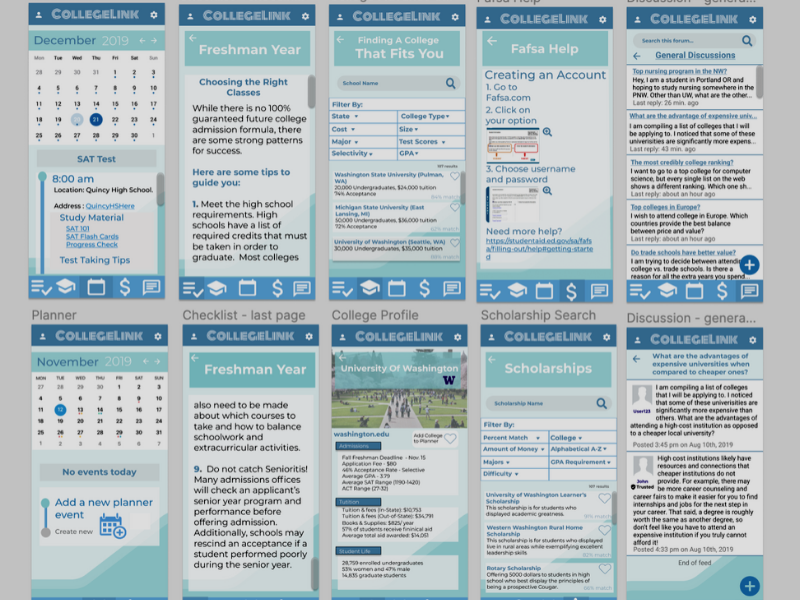 Discussion - genera...
COLLEGELINK
December 2019
MON TUE WED THU FRI SAT SUN
28 29 30 31 1 2 3
4 5 6 7 8 9 10
11 12 13 14 15 16 17
18 19 20 21 22 23 24
25 26 27 28 29 30 1
SAT Test
8:00 am
Location: Quincy High School.
Address : QuincyHSHere
Study Material
SAT 101
SAT Flash Cards
Progress Check
Test Taking Tips
COLLEGELINK
Freshman Year
Choosing the Right
Classes
While there is no 100%
guaranteed future college
admission formula, there
are some strong patterns
for success.
Here are some tips to
guide you:
1. Meet the high school
requirements. High
schools have a list of
required credits that must
be taken in order to
graduate. Most colleges
COLLEGELINK
Finding A College
That Fits You
School Name
Filter By:
State College Type
Cost Size
Major Test Scores
Selectivity GPA
Washington State University (Pulman,
WA)
20,000 Undergraduates, $24,000 tuition
74% Acceptance
Michigan State University (East
Lansing, MI)
50,000 Undergraduates, $36,000 tuition
72% Acceptance
University of Washington (Seattle, WA)
30,000 Undergraduates, $35,000 tuition
Fafsa Help
COLLEGELINK
Fafsa Help
Creating an Account
1. Go to
Fafsa.com
2. Click on
your option
3. Choose username
and password
Need more help?
https://studentaid.ed.gov/sa/fafs
a/filling-out/help#getting-starte
d
COLLEGELINK
Search this forum...
General Discussions
Top nursing program in the NW?
Hey, I am a student in Portland OR and
hoping to study nursing somewhere in the
PNW. Other than UW, what are the other...
Last reply: 26 min. ago
What are the advantage of expensive univ...
I am compiling a list of colleges that I will
be applying to. I noticed that some of these
universities are significantly more expens...
Last reply: 43 min. ago
The most credibly college ranking?
I want to go to a top college for computer
science, but every single list on the web
shows a different ranking. Which one sh...
Last reply: about an hour ago
Top colleges in Europe?
I wish to attend college in Europe. Which
countries provide the best balance
between price and value?
Last reply: about an hour ago
Do trade schools have better value?
I am trying to decide between attending
college vs. trade schools. Is there a
reason for all the extra years you spend
Planner
COLLEGELINK
November 2019
MON TUE WED THU FRI SAT SUN
28 29 30 31 1 2 3
4 5 6 7 8 9 10
11 12 13 14 15 16 17
18 19 20 21 22 23 24
25 26 27 28 29 30 31
1 2 3 4 5 6 7
No events today
Add a new planner
event
Create new
Checklist - last page
COLLEGELINK
Freshman Year
also need to be made
about which courses to
take and how to balance
schoolwork and
extracurricular activities.
9. Do not catch Senioritis!
Many admissions offices
will check an applicant's
senior year program and
performance before
offering admission.
Additionally, schools may
rescind an acceptance if a
student performed poorly
during the senior year.
College Profile
COLLEGELINK
University Of Washington
W
washington.edu
Add College
to Planner
Admissions
Fall Freshman Deadline - Nov. 15
Application Fee - $80
46% Acceptance Rate - Selective
Average GPA - 3.79
Average SAT Range (1190-1420)
ACT Range (27-32)
Tuition
Tuition & fees (In-State): $10,753
Tuition & fees (Out-of-State): $34,791
Books & Supplies: $825/ year
57% of students receive finincial aid
Average total aid awarded: $14,051
Student Life
28,759 enrolled undergraduates
53% women and 47% male
14,635 graduate students
Scholarship Search
COLLEGELINK
Scholarships
Scholarship Name
Filter By:
Percent Match College
Amount of Money Alphabetical A-Z
Majors GPA Requirement
Difficulty
University of Washington Learner's
Scholarship
This scholarship is for students who
displayed academic greatness.
Western Washington Rural Home
Scholarship
This scholarship is for students who displayed
live in rural areas while exemplifying excellent
leadership skills.
Rotary Scholarship
Offering 5000 dollars to students in high
school who best display the principles of
being a prospective Cougar.
Discussion - genera...
COLLEGELINK
What are the advantages of
expensive universities when
compared to cheaper ones?
I am compiling a list of colleges
that I will be applying to. I noticed
that some of these universities are
significantly more expensive than
others. What are the advantages of
attending a high cost institution as opposed
to a cheaper local university?
User123
Posted 3:45 pm on Aug 10th, 2019
High cost institutions likely have
resources and connections that
cheaper institutions do not
provide. For example, there may
be more career counseling and
career fairs to make it easier for you to find
internships and jobs for the next step in
your career. That said, a degree is roughly
worth the same as another degree, so
don't feel like you have to attend an
expensive institution if you truly cannot
afford it!
John
Trusted
Posted 4:33 pm on Aug 10th, 2019
End of feed